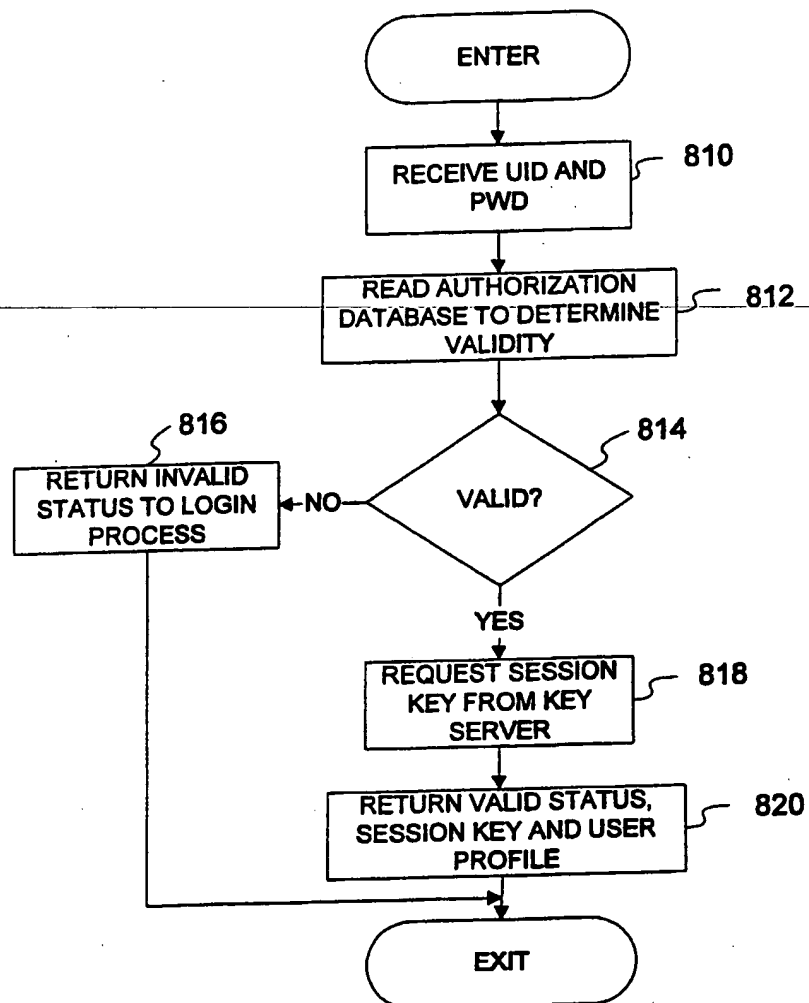 ENTER
RECEIVE UID AND
PWD
810
READ AUTHORIZATION
DATABASE TO DETERMINE
VALIDITY
812
816
RETURN INVALID
STATUS TO LOGIN
PROCESS
NO
VALID?
814
YES
REQUEST SESSION
KEY FROM KEY
SERVER
818
RETURN VALID STATUS,
SESSION KEY AND USER
PROFILE
820
EXIT